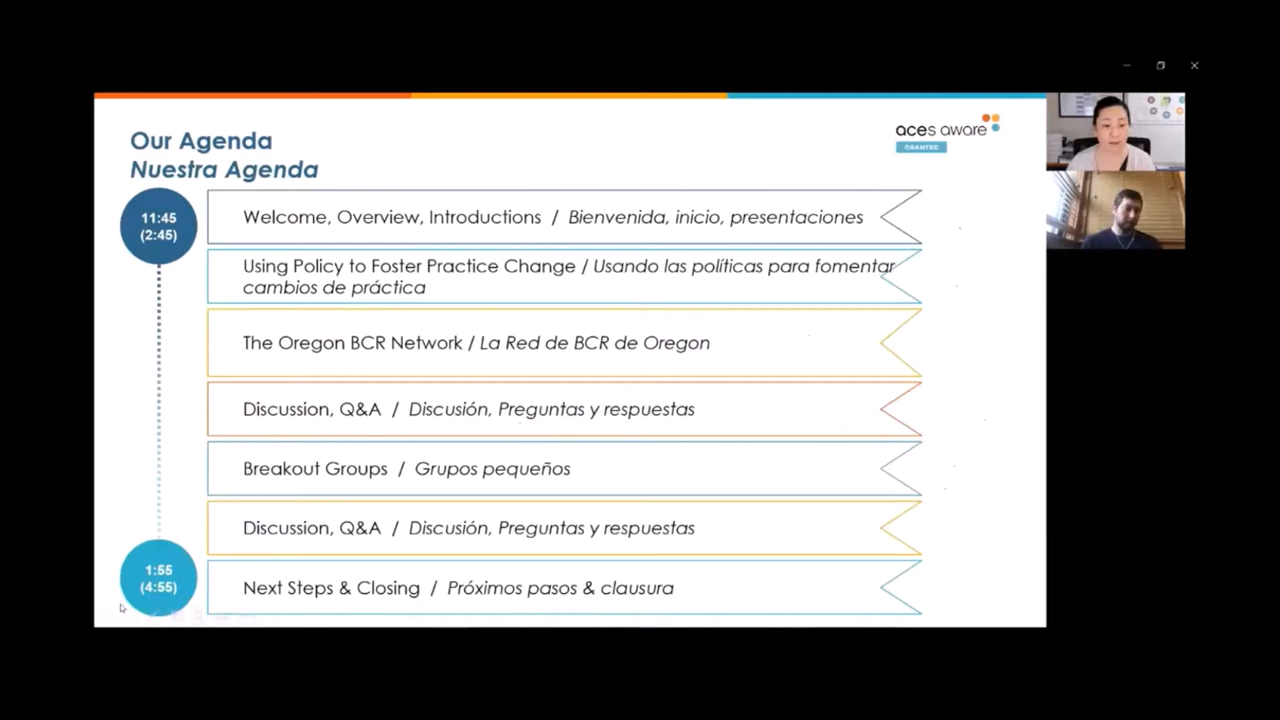 Our Agenda
Nuestra Agenda
aces aware
GRANTEE
11:45
(2:45)
Welcome, Overview, Introductions / Bienvenida, inicio, presentaciones
Using Policy to Foster Practice Change / Usando las políticas para fomentar
cambios de práctica
The Oregon BCR Network / La Red de BCR de Oregon
Discussion, Q&A / Discusión, Preguntas y respuestas
Breakout Groups / Grupos pequeños
Discussion, Q&A / Discusión, Preguntas y respuestas
1:55
(4:55)
Next Steps & Closing / Próximos pasos & clausura